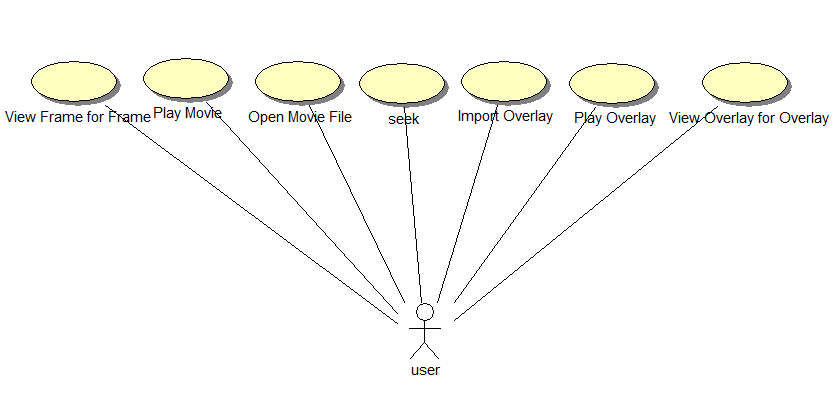 View Frame for Frame
Play Movie
Open Movie File
seek
Import Overlay
Play Overlay
View Overlay for Overlay
user